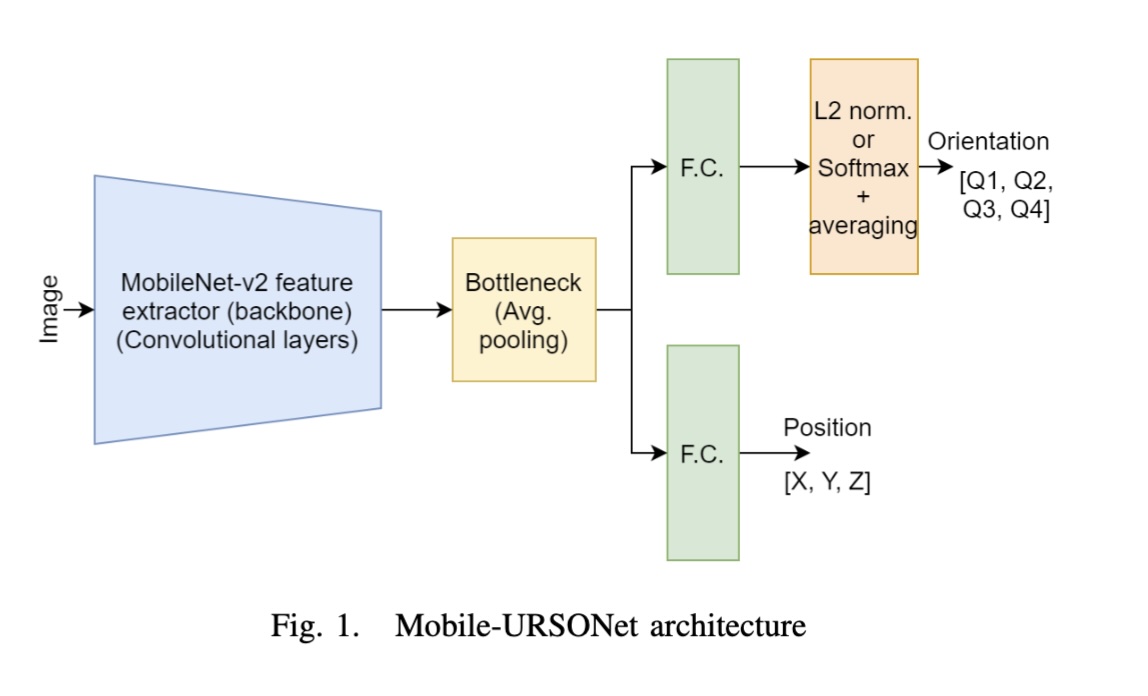 Image
MobileNet-v2 feature
extractor (backbone)
(Convolutional layers)
Bottleneck
(Avg.
pooling)
F.C.
L2 norm.
or
Softmax
+
averaging
Orientation
[Q1, Q2,
Q3, Q4]
F.C.
Position
[X, Y, Z]
Fig. 1. Mobile-URSONet architecture